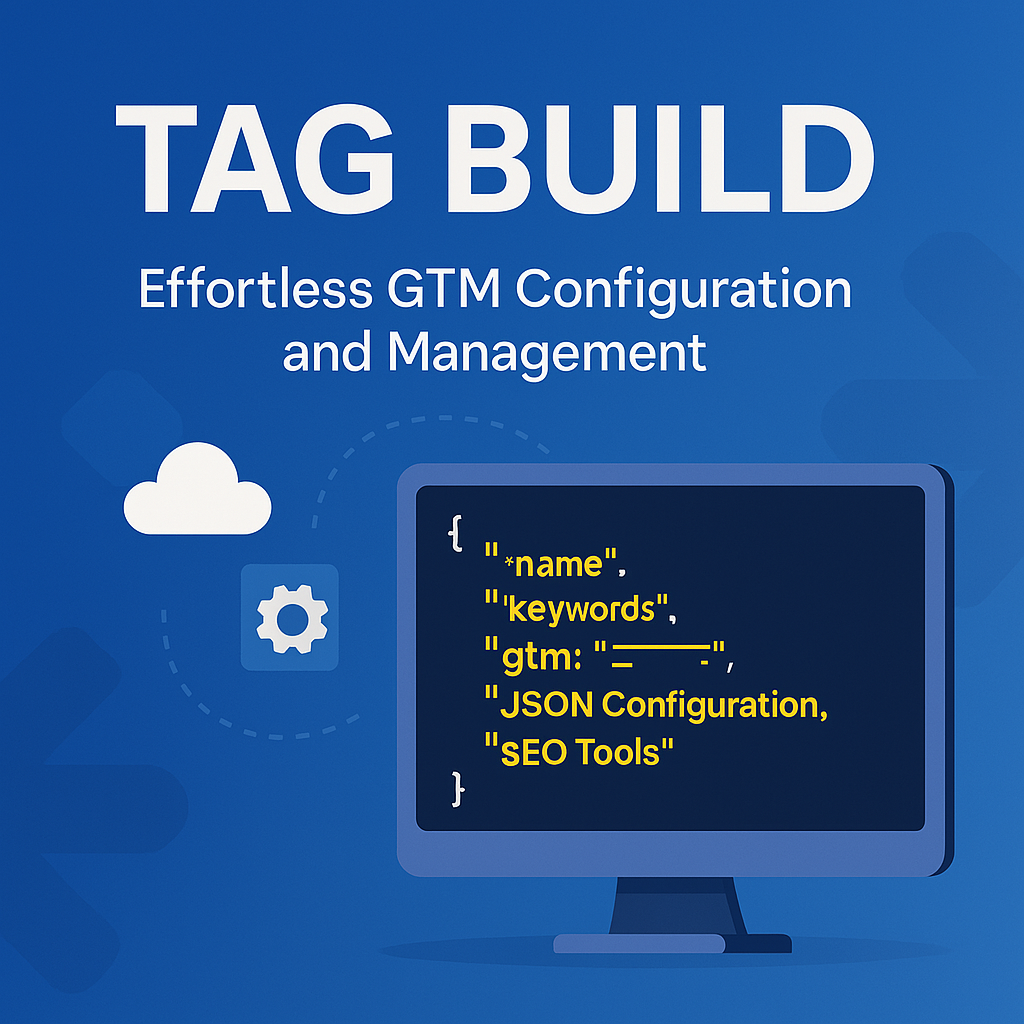 TAG BUILD
Effortless GTM Configuration
and Management
{
"*name",
"'keywords",
"gtm: "
"JSON Configuration,
"sEO Tools"
}